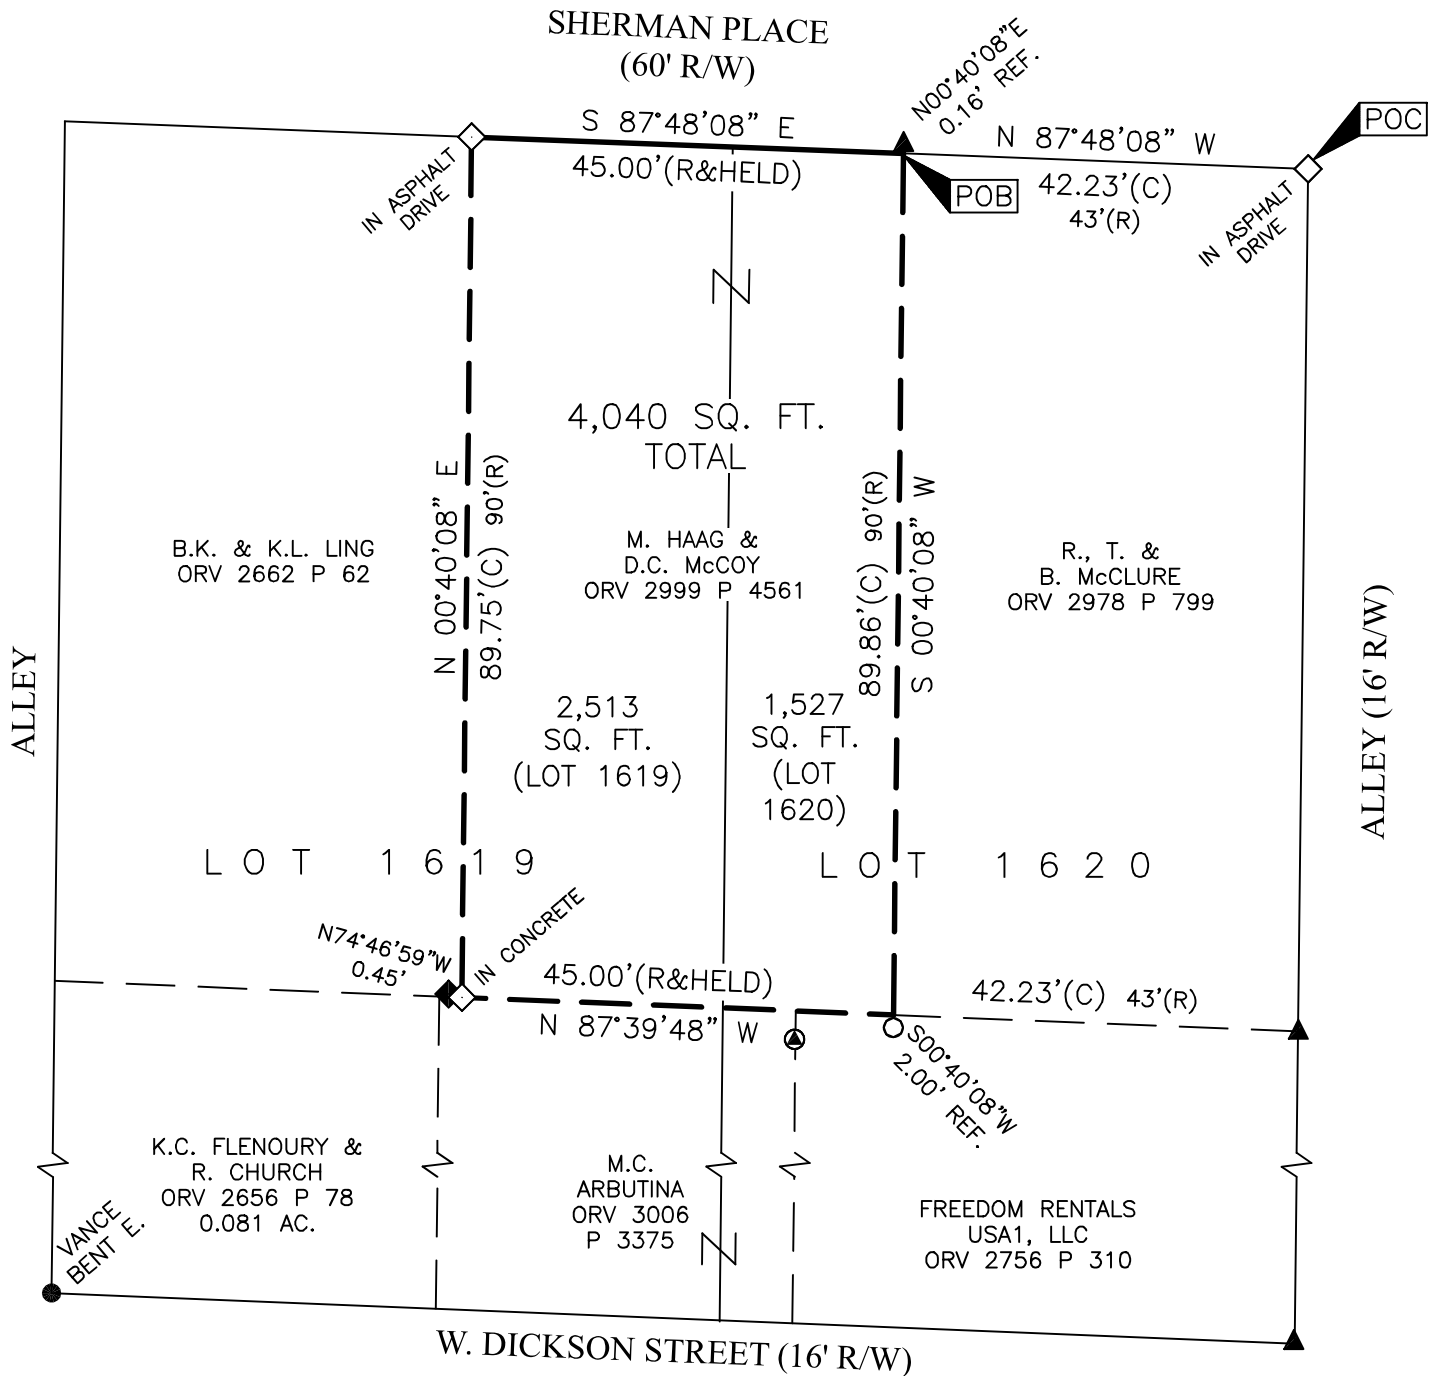 SHERMAN PLACE
(60' R/W)
N00°40'08"E
0.16' REF.
S 87°48'08" E
45.00'(R&HELD)
N 87°48'08" W
42.23'(C)
43'(R)
POC
POB
IN ASPHALT
DRIVE
IN ASPHALT
DRIVE
4,040 SQ. FT.
TOTAL
N 00°40'08" E
89.75'(C) 90'(R)
89.86'(C) 90'(R)
S 00°40'08" W
B.K. & K.L. LING
ORV 2662 P 62
M. HAAG &
D.C. McCOY
ORV 2999 P 4561
R., T. &
B. McCLURE
ORV 2978 P 799
ALLEY
ALLEY (16' R/W)
2,513
SQ. FT.
(LOT 1619)
1,527
SQ. FT.
(LOT
1620)
LOT 1619
LOT 1620
N74°46'59"W
0.45'
IN CONCRETE
45.00'(R&HELD)
N 87°39'48" W
42.23'(C) 43'(R)
S00°40'08"W
2.00' REF.
K.C. FLENOURY &
R. CHURCH
ORV 2656 P 78
0.081 AC.
M.C.
ARBUTINA
ORV 3006
P 3375
FREEDOM RENTALS
USA1, LLC
ORV 2756 P 310
VANCE
BENT E.
W. DICKSON STREET (16' R/W)